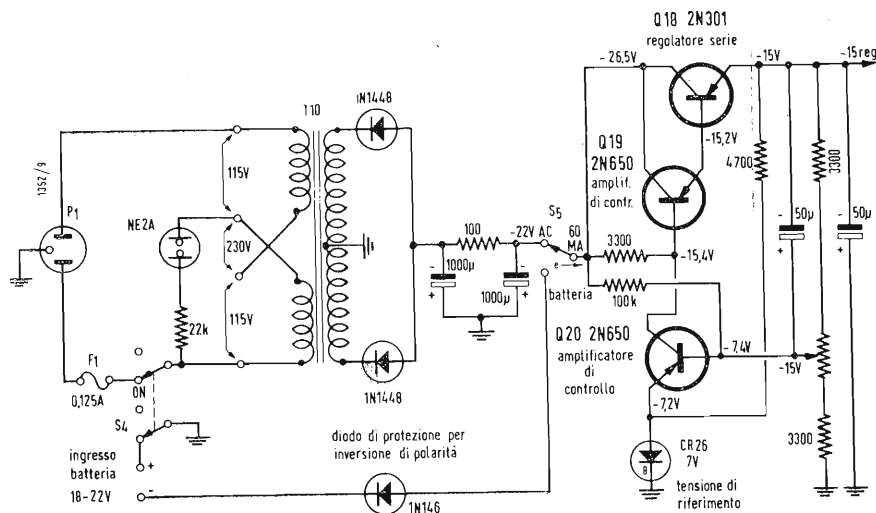 Q18 2N301
regolatore serie
-26,5V
-15V
-15reg
1N1448
T10
-15,2V
Q19
2N650
amplif.
di contr.
4700
3300
1352/9
115V
P1
NE2A
230V
S5
100
-22V AC
60
MA
3300
-15,4V
50µ
50µ
1000µ
1000µ
e
batteria
100k
115V
22k
Q20 2N650
amplificatore
di
controllo
-7,4V
-15V
F1
0,125A
ON
1N1448
-7,2V
S4
diodo di protezione per
inversione di polarità
CR26
7V
3300
B
ingresso
batteria
18-22V
+
-
1N146
tensione di
riferimento